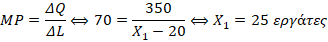 MP = ΔQ/ΔL ⇔ 70 = 350/(X₁ − 20) ⇔ X₁ = 25 εργάτες